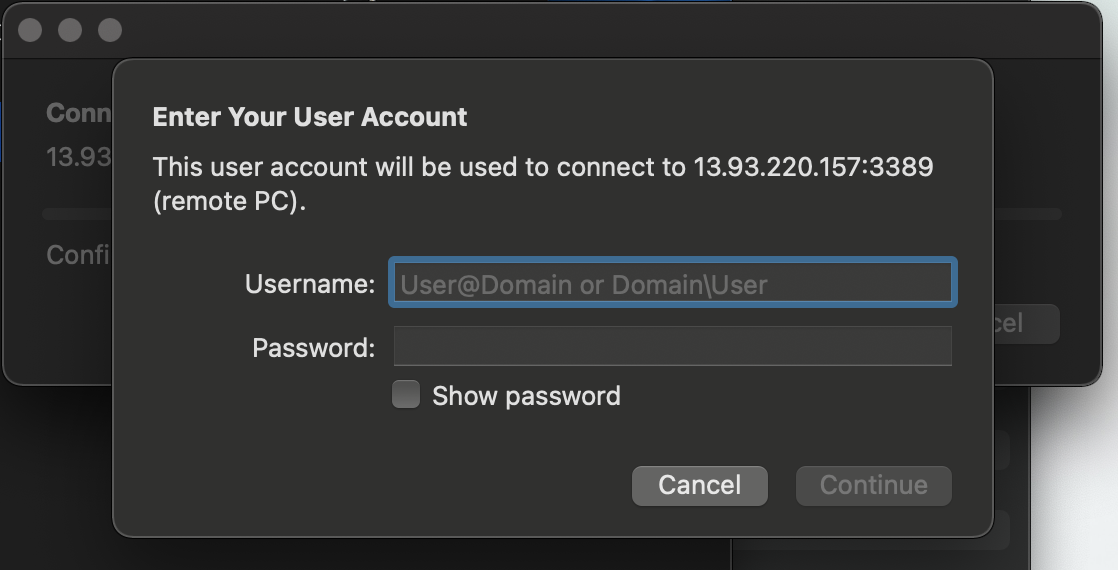 Enter Your User Account
This user account will be used to connect to 13.93.220.157:3389
(remote PC).
Conn
13.93
Confi
Username: User@Domain or Domain\User
Password:
Show password
cel
Cancel Continue